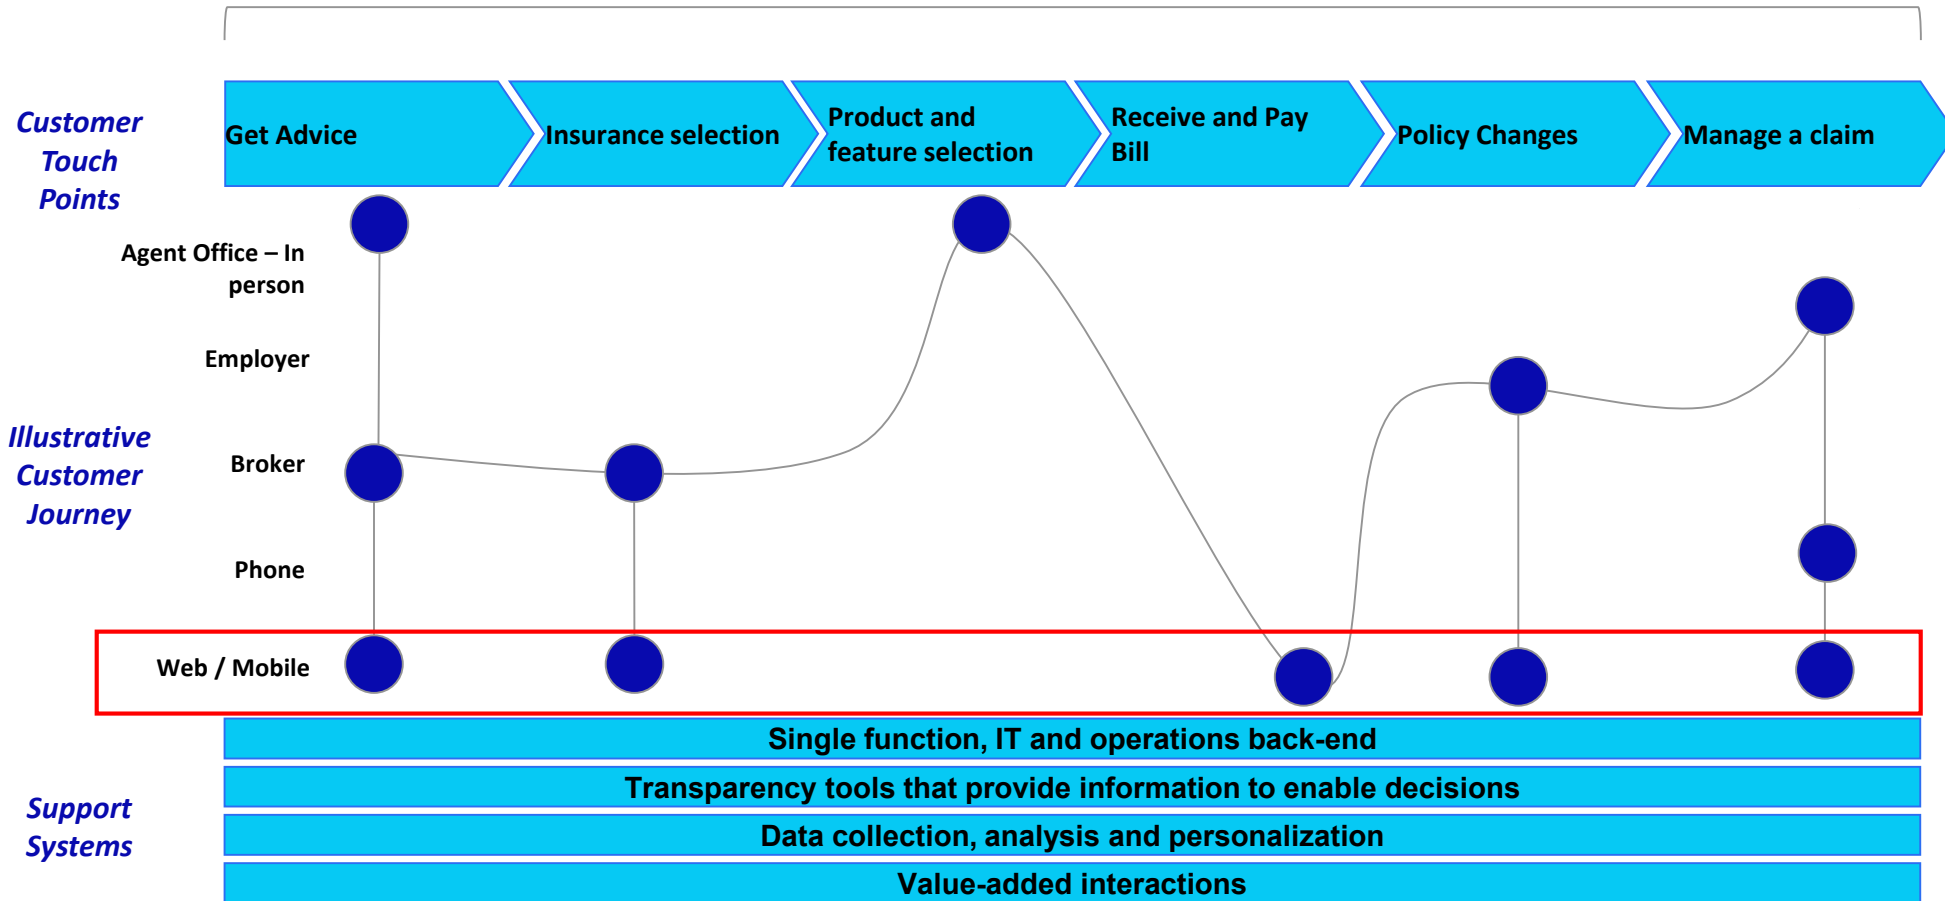 Customer
Touch
Points
Get Advice
Insurance selection
Product and
feature selection
Receive and Pay
Bill
Policy Changes
Manage a claim
Agent Office – In
person
Employer
Illustrative
Customer
Journey
Broker
Phone
Web / Mobile
Support
Systems
Single function, IT and operations back-end
Transparency tools that provide information to enable decisions
Data collection, analysis and personalization
Value-added interactions